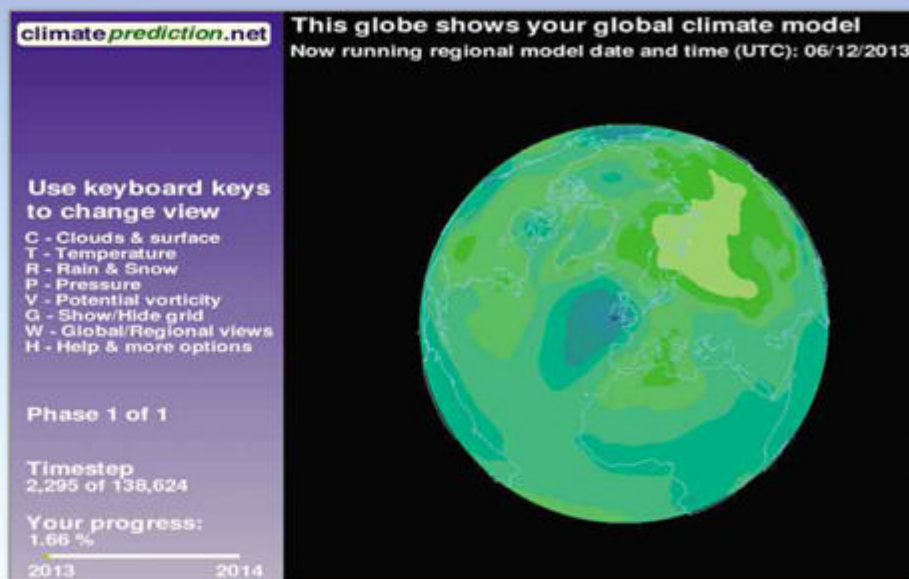 climateprediction.net
Use keyboard keys
to change view
C - Clouds & surface
T - Temperature
R - Rain & Snow
P - Pressure
V - Potential vorticity
G - Show/Hide grid
W - Global/Regional views
H - Help & more options
Phase 1 of 1
Timestep
2,295 of 138,624
Your progress:
1.66 %
2013 2014
This globe shows your global climate model
Now running regional model date and time (UTC): 06/12/2013